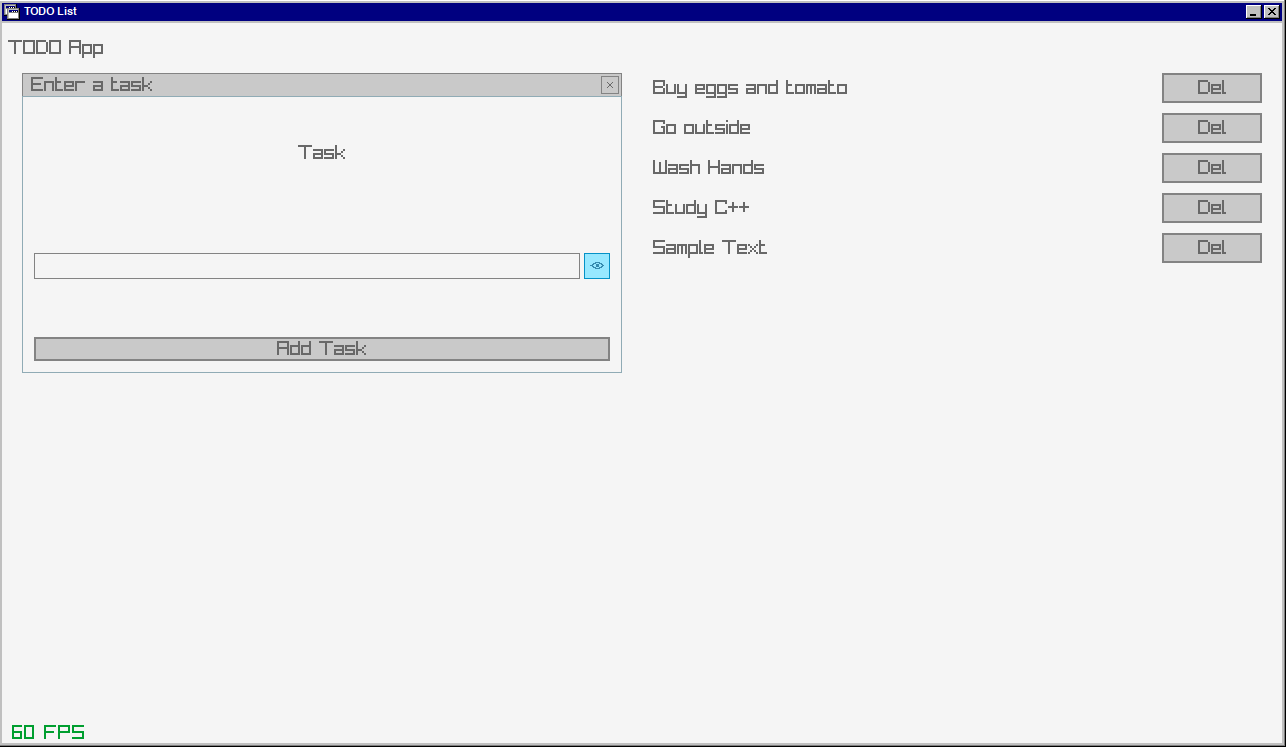 TODO List
TODO App
Enter a task
Task
Add Task
Buy eggs and tomato Del
Go outside Del
Wash Hands Del
Study C++ Del
Sample Text Del
60 FPS